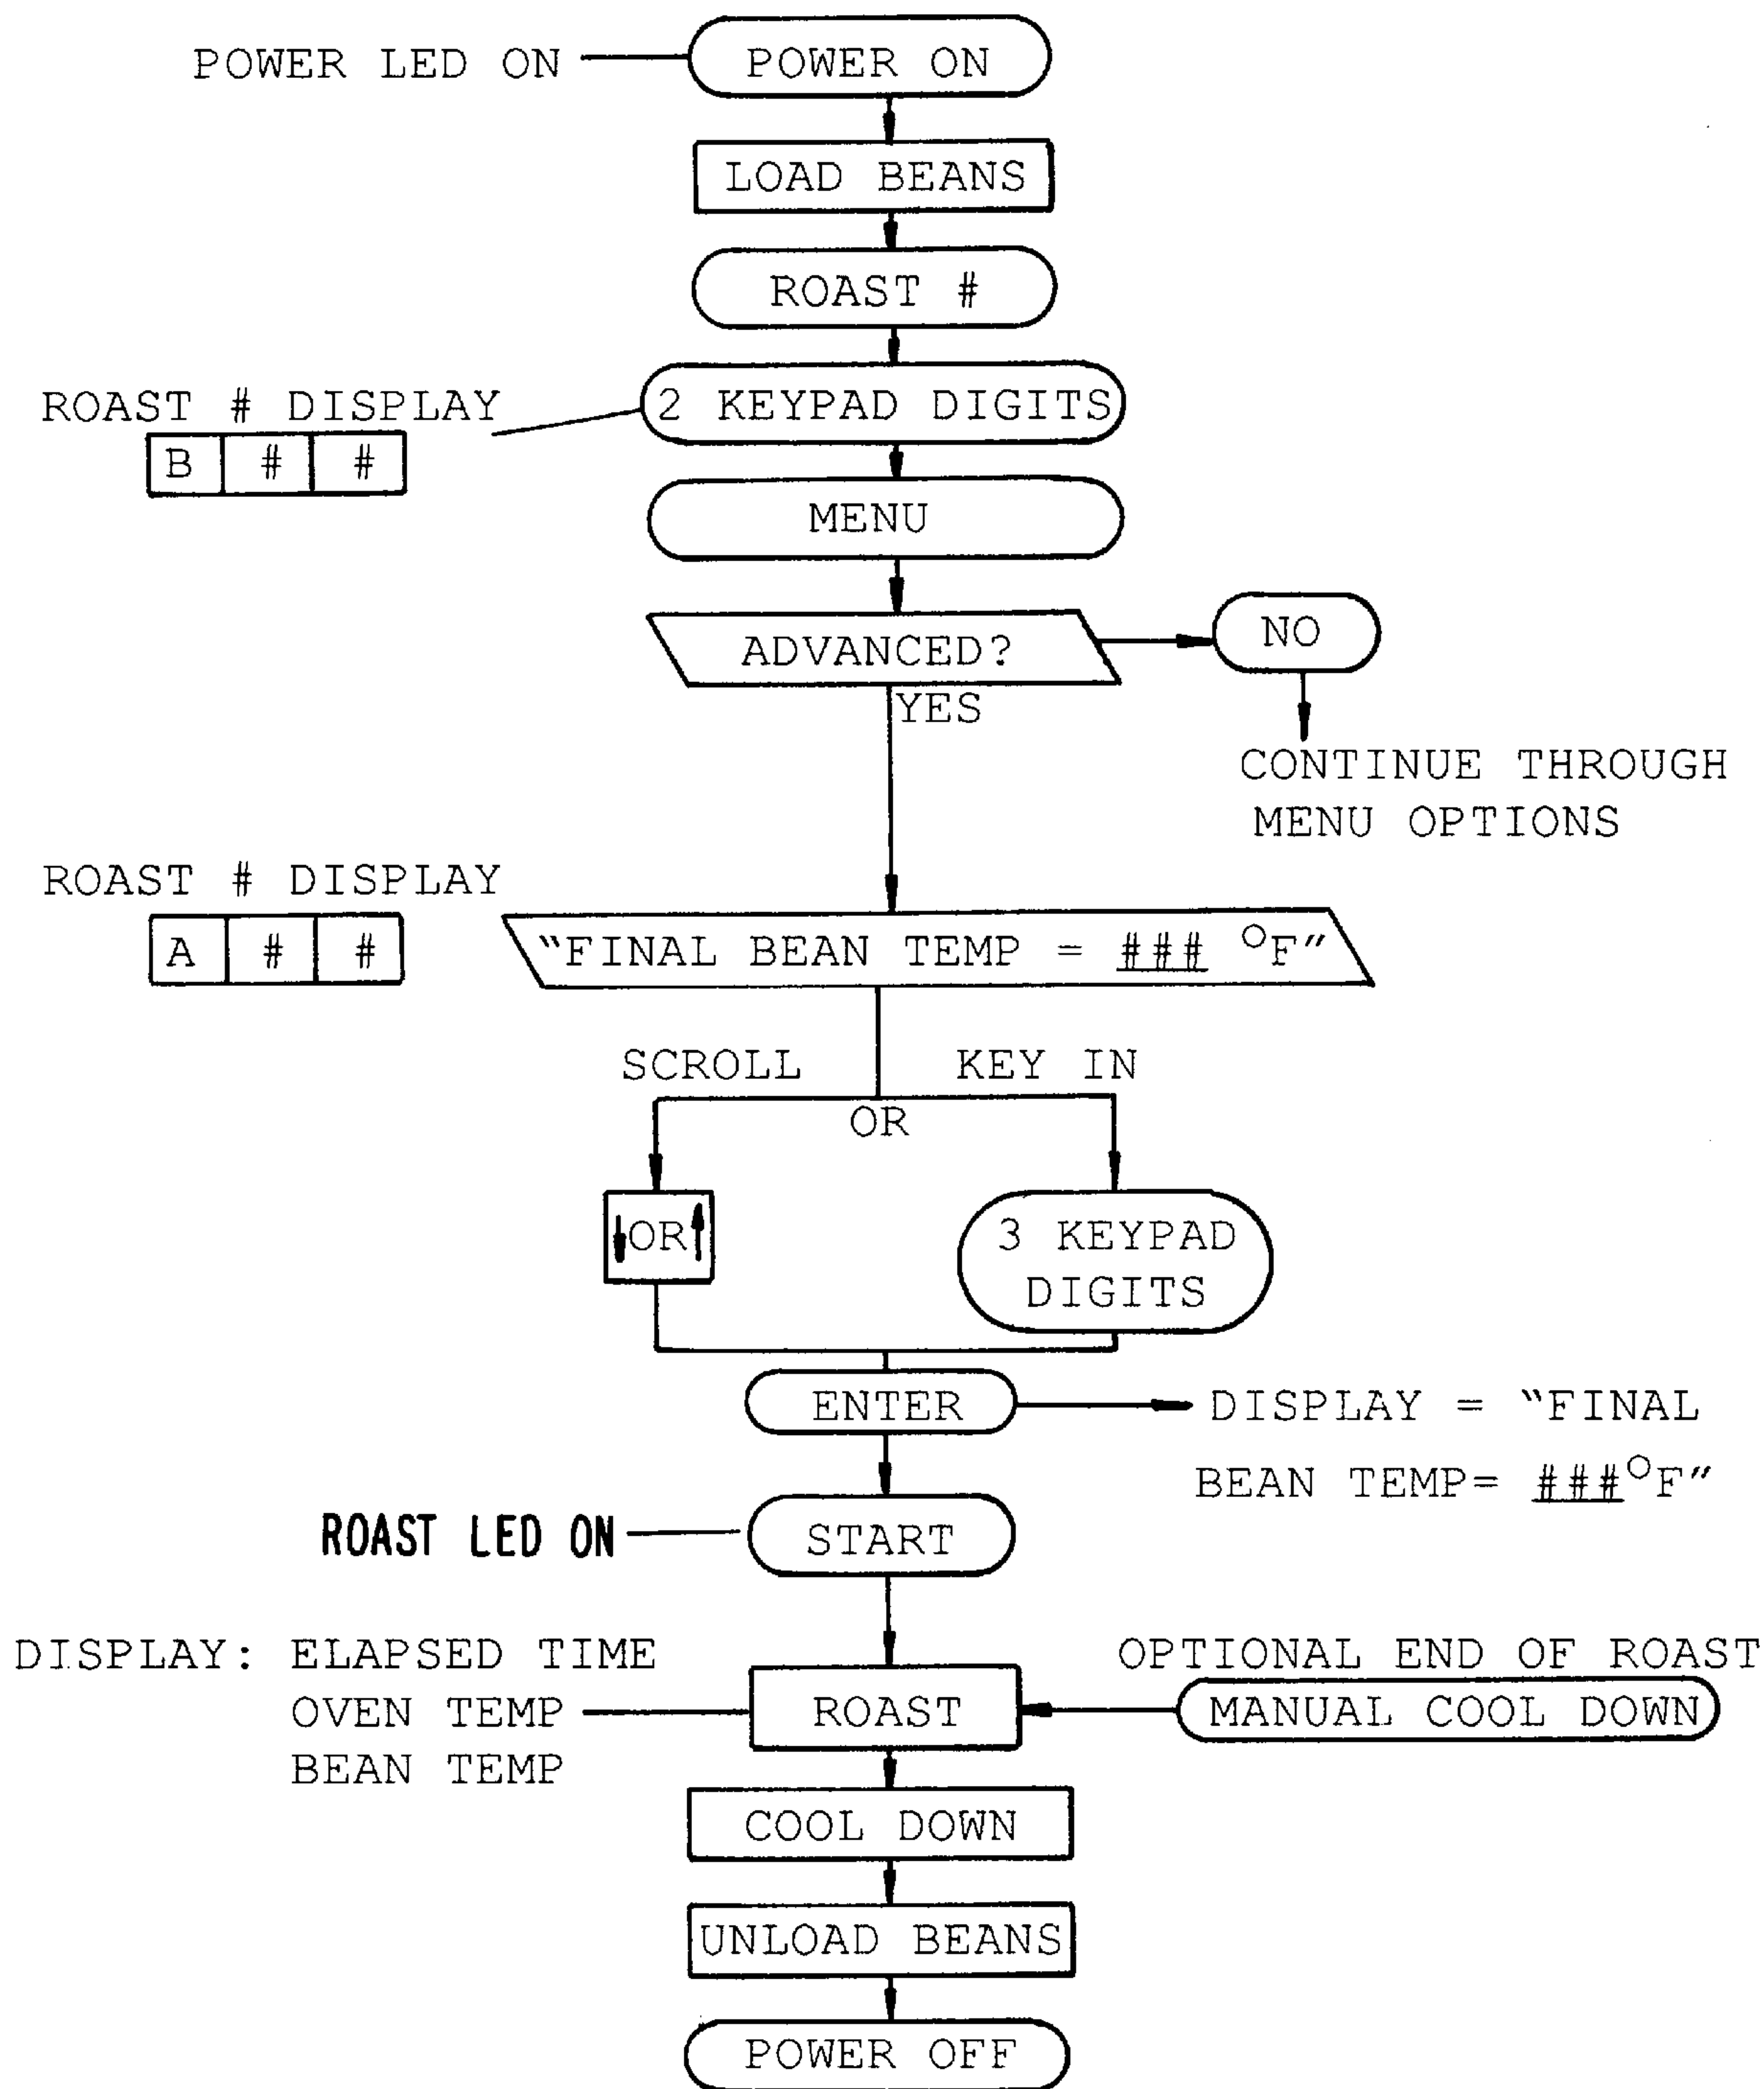 POWER LED ON
POWER ON
LOAD BEANS
ROAST #
ROAST # DISPLAY
B # #
2 KEYPAD DIGITS
MENU
ADVANCED?
NO
YES
CONTINUE THROUGH
MENU OPTIONS
ROAST # DISPLAY
A # #
“FINAL BEAN TEMP = ### °F”
SCROLL
KEY IN
OR
↓OR↑
3 KEYPAD
DIGITS
ENTER
DISPLAY = “FINAL
BEAN TEMP= ###°F”
ROAST LED ON
START
DISPLAY: ELAPSED TIME
OVEN TEMP
BEAN TEMP
ROAST
OPTIONAL END OF ROAST
MANUAL COOL DOWN
COOL DOWN
UNLOAD BEANS
POWER OFF